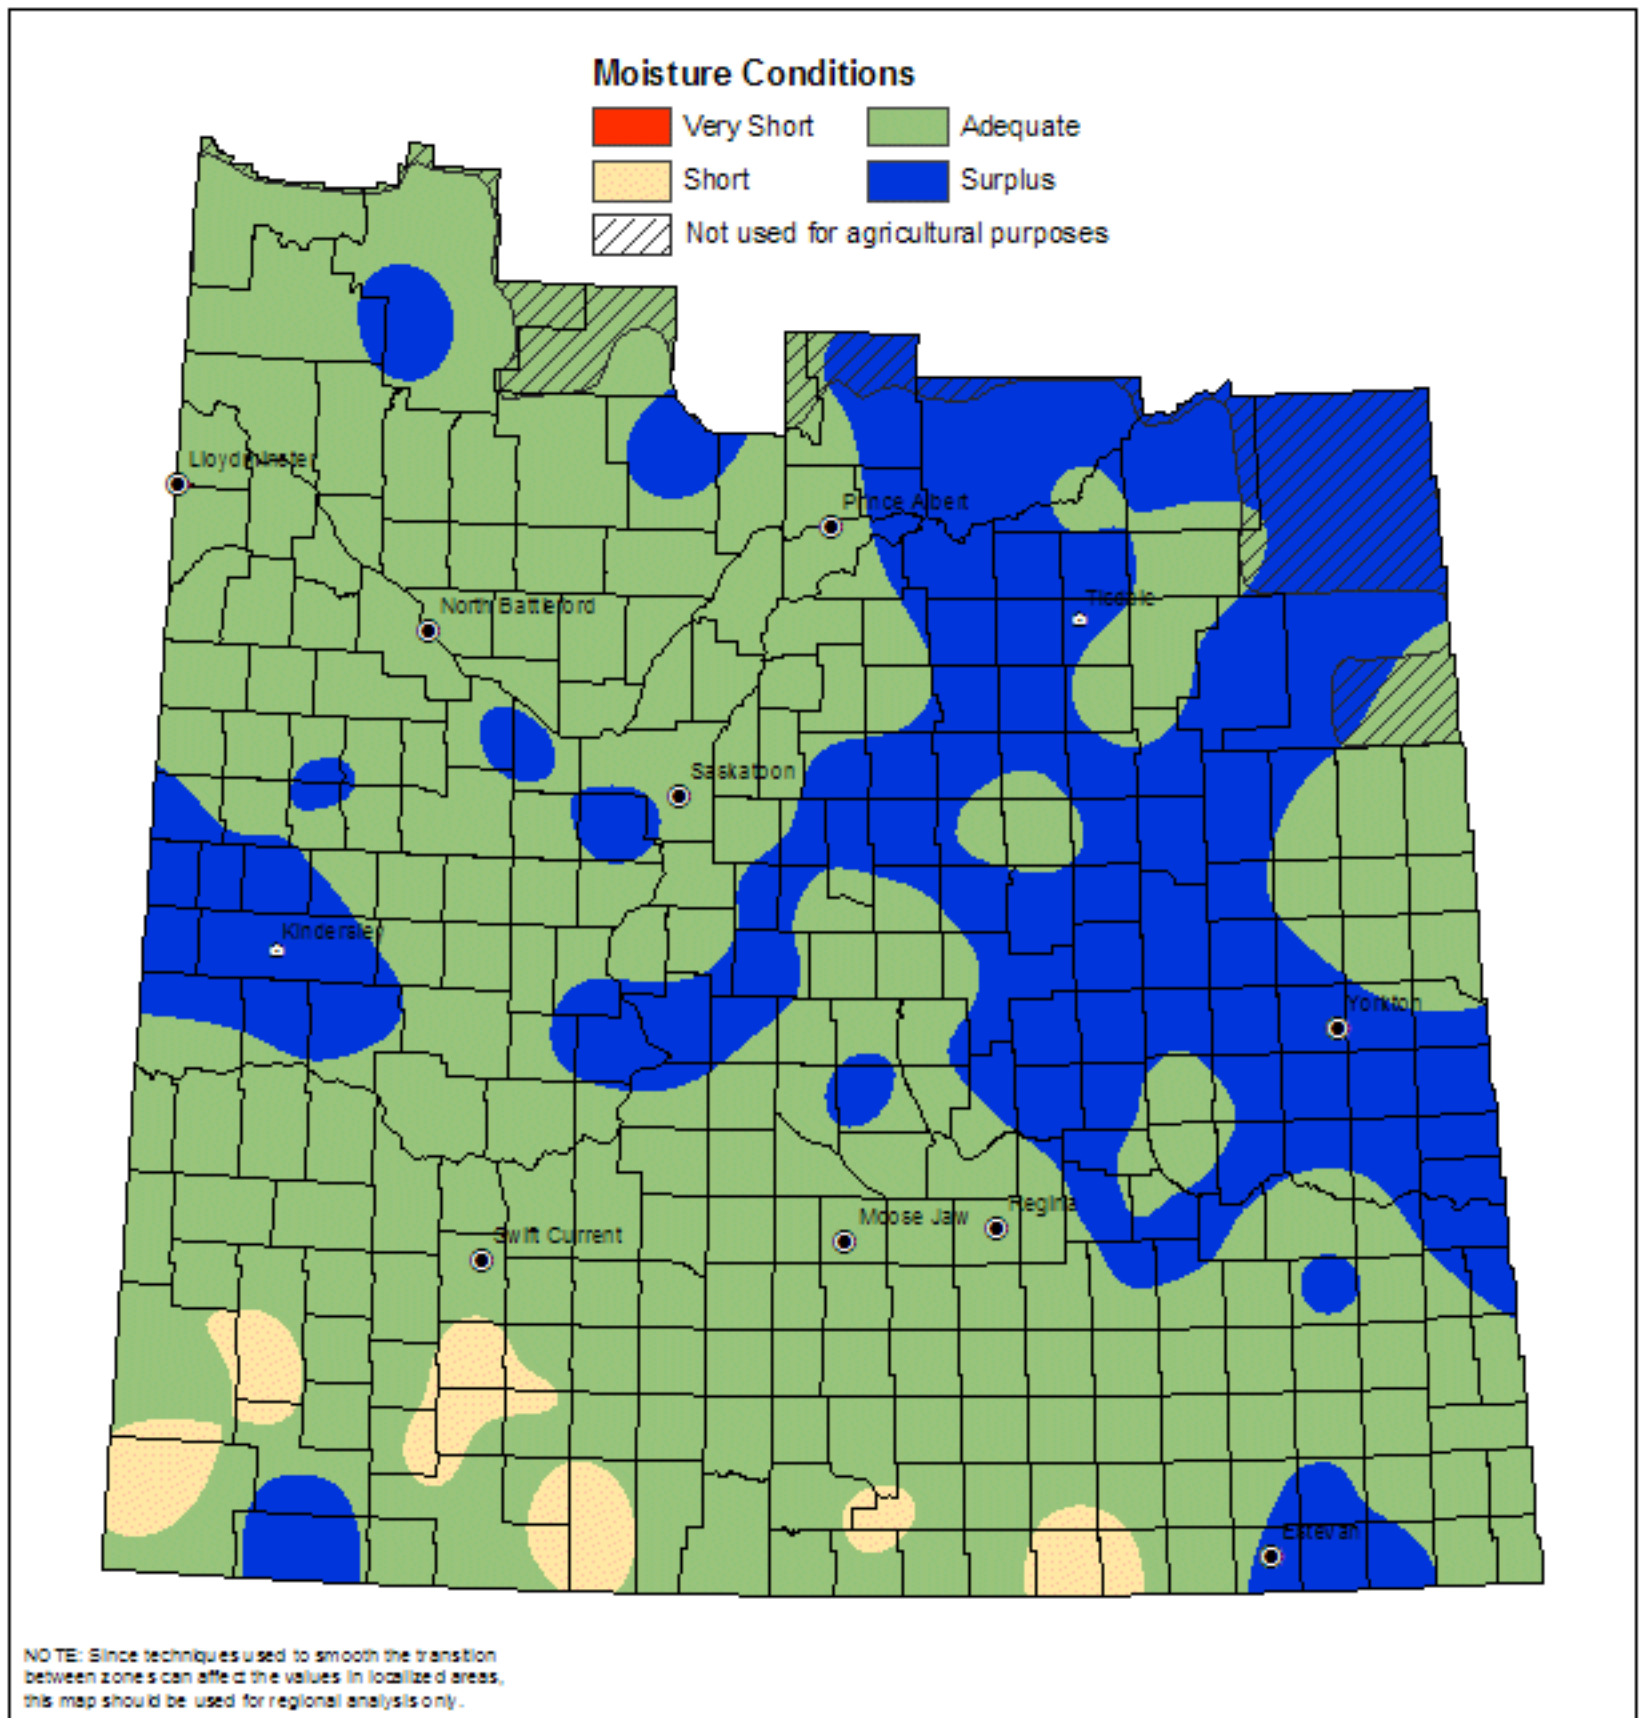 Moisture Conditions
Very Short
Adequate
Short
Surplus
Not used for agricultural purposes
Lloydminster
Prince Albert
North Battleford
Tisdale
Saskatoon
Kindersley
Yorkton
Regina
Moose Jaw
Swift Current
Estevan
NOTE: Since techniques used to smooth the transition
between zones can affect the values in localized areas,
this map should be used for regional analysis only.